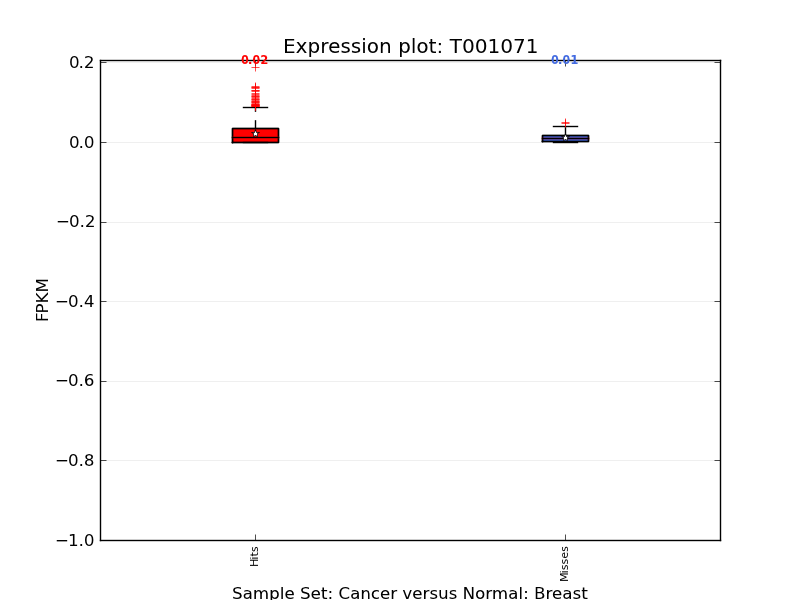 Expression plot: T001071
0.02
0.01
0.2
0.0
−0.2
−0.4
−0.6
−0.8
−1.0
FPKM
Hits
Misses
Sample Set: Cancer versus Normal: Breast